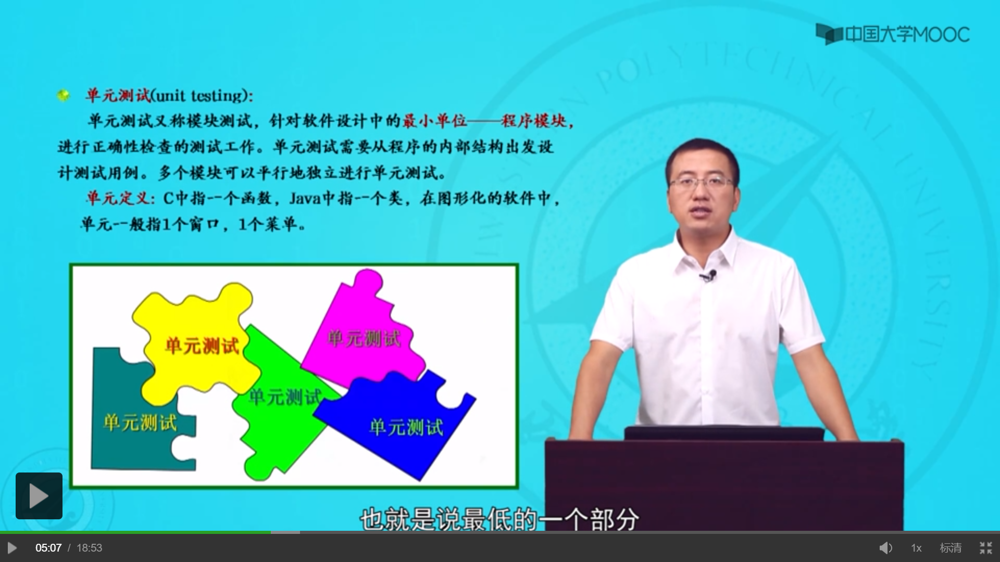 中国大学MOOC
WESTERN POLYTECHNICAL UNIVERSITY
单元测试(unit testing):
单元测试又称模块测试，针对软件设计中的最小单位——程序模块，
进行正确性检查的测试工作。单元测试需要从程序的内部结构出发设
计测试用例。多个模块可以平行地独立进行单元测试。
单元定义: C中指一个函数，Java中指一个类，在图形化的软件中，
单元一般指1个窗口，1个菜单。
单元测试
单元测试
单元测试
单元测试
单元测试
也就是说最低的一个部分
05:07 / 18:53
1x
标清